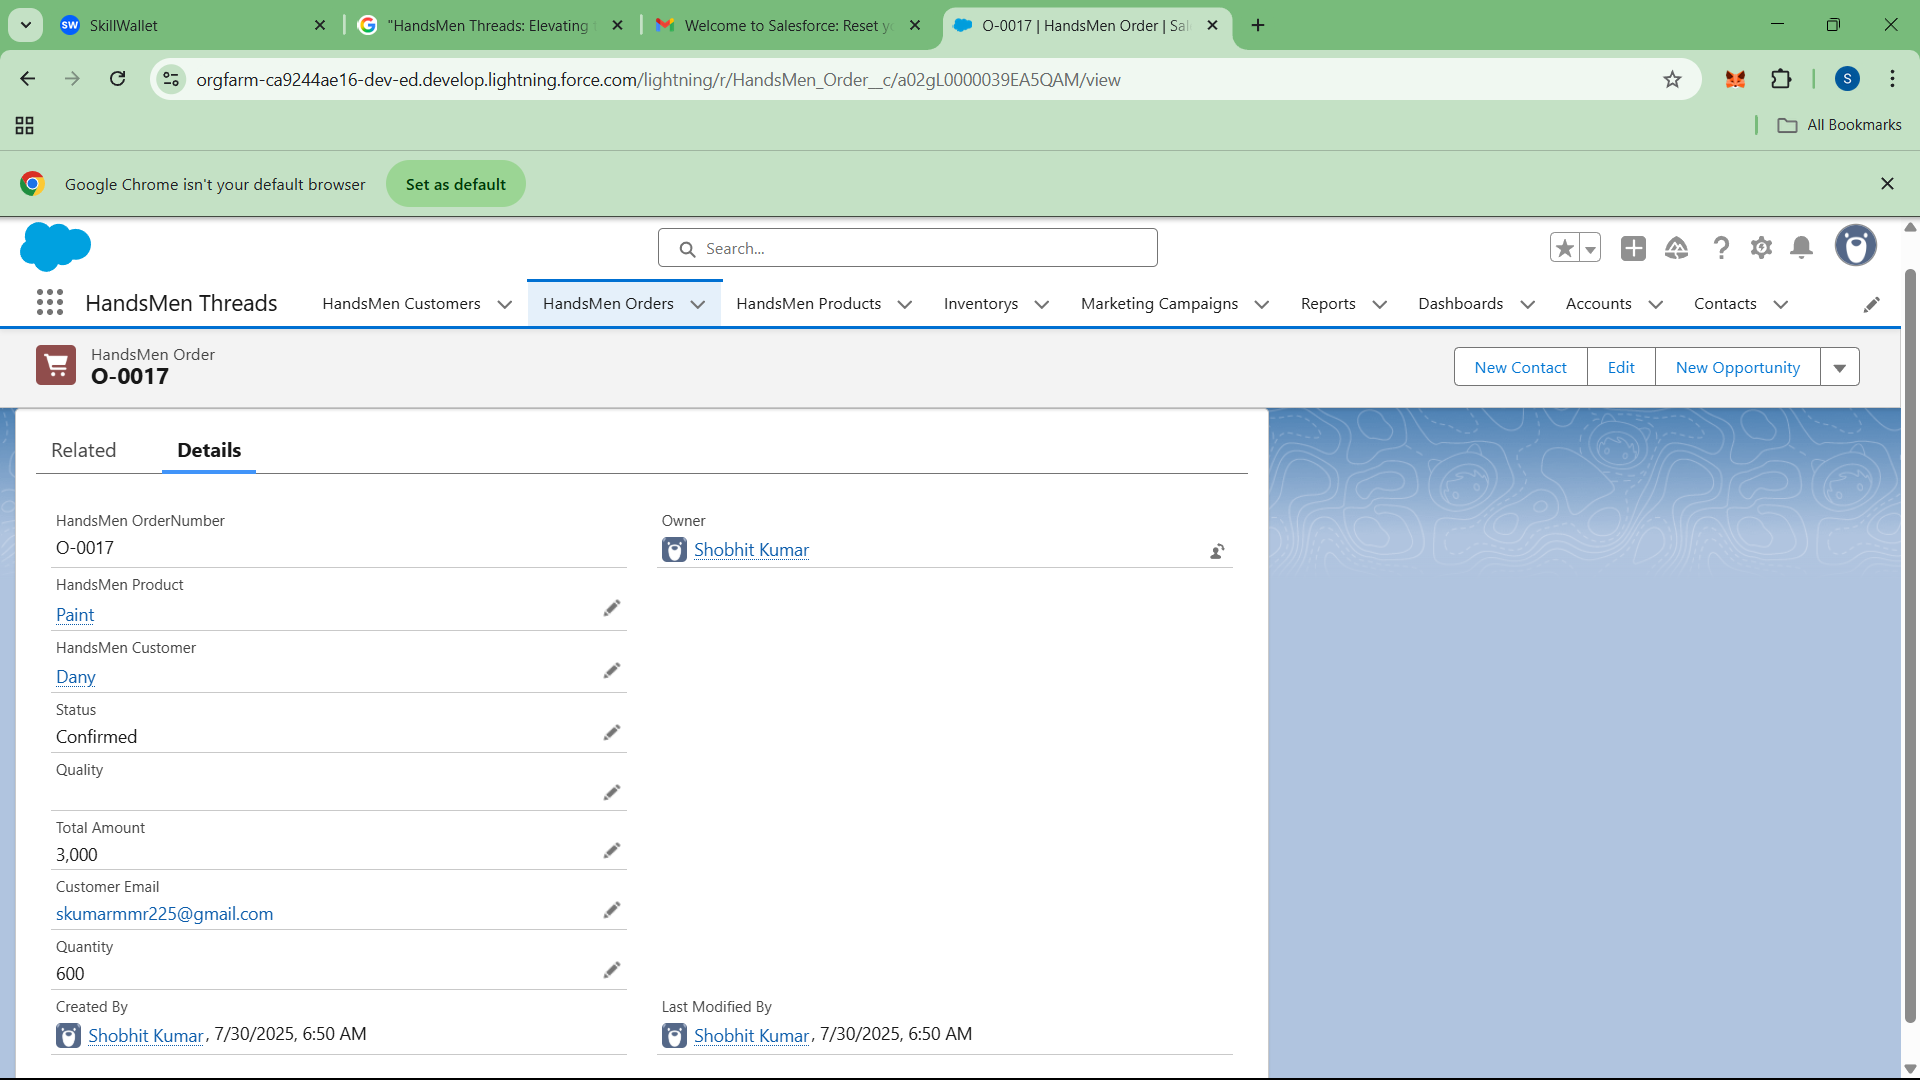 SW SkillWallet
"HandsMen Threads: Elevating
Welcome to Salesforce: Reset
O-0017 | HandsMen Order | Sal
orgfarm-ca9244ae16-dev-ed.develop.lightning.force.com/lightning/r/HandsMen_Order__c/a02gL0000039EA5QAM/view
S
All Bookmarks
Google Chrome isn't your default browser
Set as default
Search...
HandsMen Threads
HandsMen Customers
HandsMen Orders
HandsMen Products
Inventorys
Marketing Campaigns
Reports
Dashboards
Accounts
Contacts
HandsMen Order
O-0017
New Contact
Edit
New Opportunity
Related
Details
HandsMen OrderNumber
O-0017
Owner
Shobhit Kumar
HandsMen Product
Paint
HandsMen Customer
Dany
Status
Confirmed
Quality
Total Amount
3,000
Customer Email
skumarmmr225@gmail.com
Quantity
600
Created By
Shobhit Kumar, 7/30/2025, 6:50 AM
Last Modified By
Shobhit Kumar, 7/30/2025, 6:50 AM